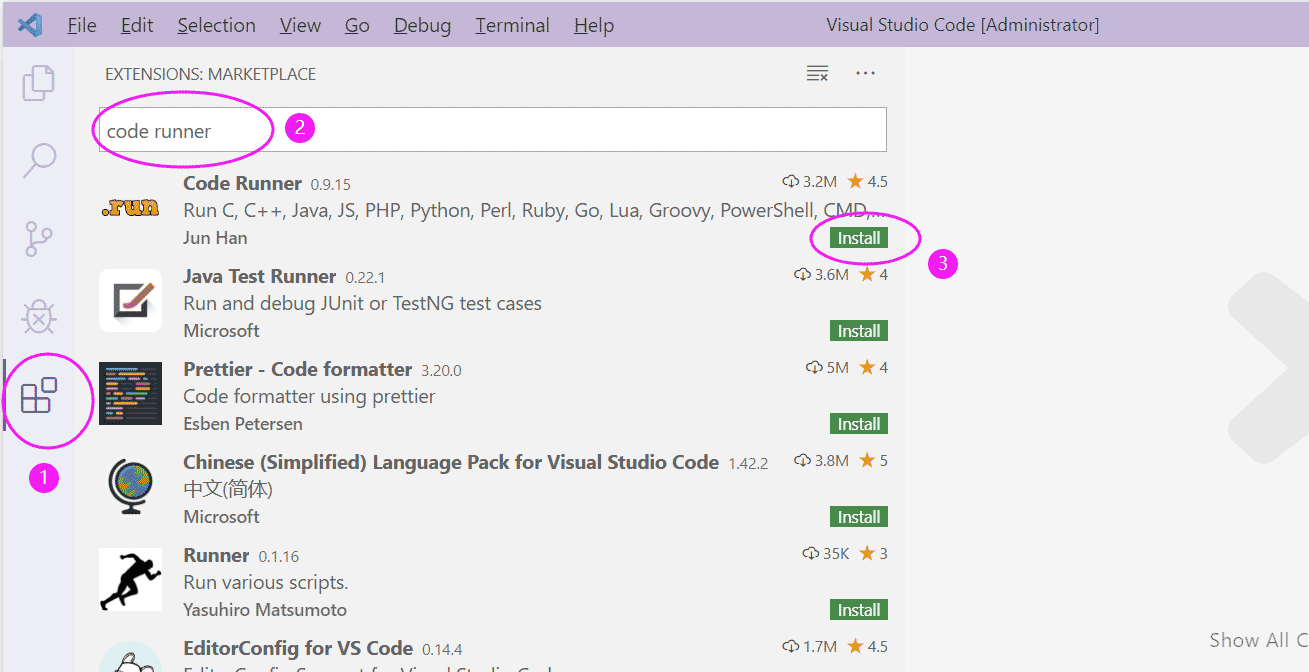 File Edit Selection View Go Debug Terminal Help Visual Studio Code [Administrator]
EXTENSIONS: MARKETPLACE
code runner
2
Code Runner 0.9.15 3.2M 4.5
.run
Run C, C++, Java, JS, PHP, Python, Perl, Ruby, Go, Lua, Groovy, PowerShell, CMD,...
Jun Han Install
3
Java Test Runner 0.22.1 3.6M 4
Run and debug JUnit or TestNG test cases
Microsoft Install
Prettier - Code formatter 3.20.0 5M 4
Code formatter using prettier
Esben Petersen Install
1
Chinese (Simplified) Language Pack for Visual Studio Code 1.42.2 3.8M 5
中文(简体)
Microsoft Install
Runner 0.1.16 35K 3
Run various scripts.
Yasuhiro Matsumoto Install
EditorConfig for VS Code 0.14.4 1.7M 4.5
Show All C
EditorConfig Support for Visual Studio Code